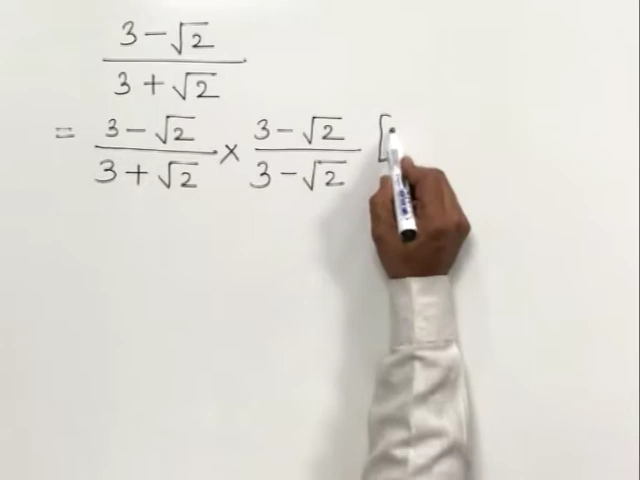 3 - √2
3 + √2
= 3 - √2 / 3 + √2 × 3 - √2 / 3 - √2 [